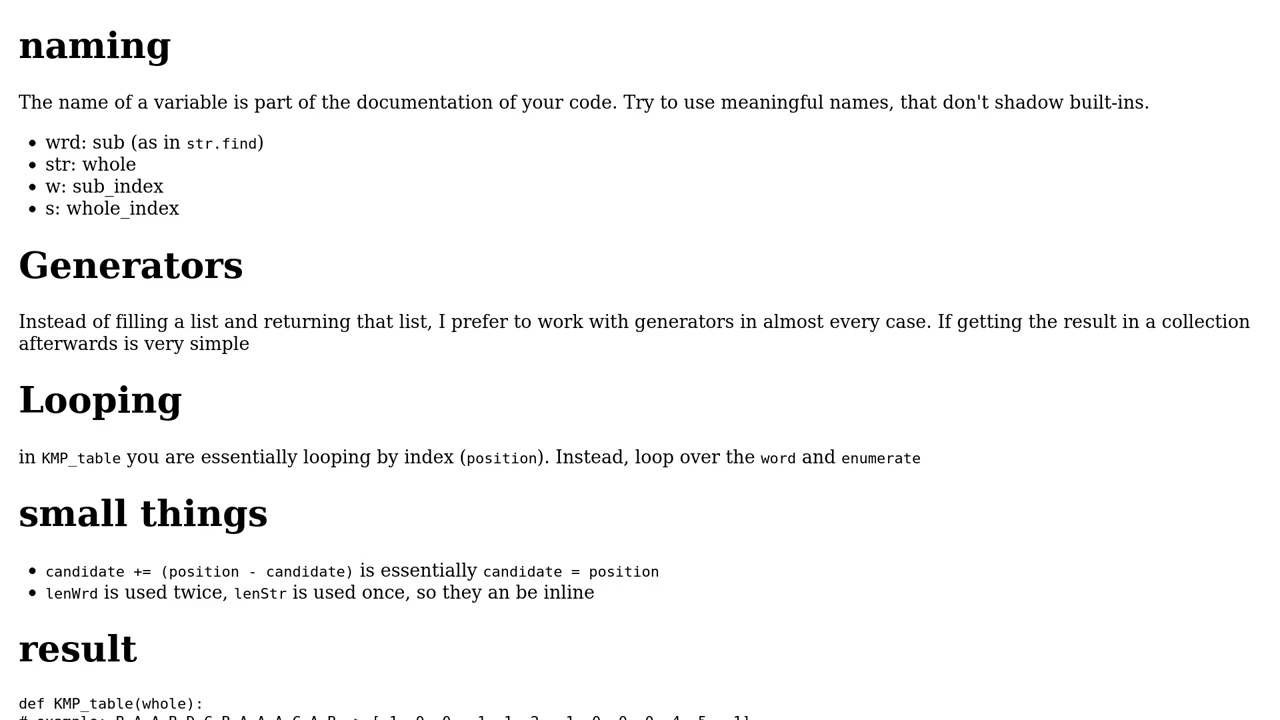 naming
The name of a variable is part of the documentation of your code. Try to use meaningful names, that don't shadow built-ins.
• wrd: sub (as in str.find)
• str: whole
• w: sub_index
• s: whole_index
Generators
Instead of filling a list and returning that list, I prefer to work with generators in almost every case. If getting the result in a collection
afterwards is very simple
Looping
in KMP_table you are essentially looping by index (position). Instead, loop over the word and enumerate
small things
• candidate += (position - candidate) is essentially candidate = position
• lenWrd is used twice, lenStr is used once, so they an be inline
result
def KMP_table(whole):